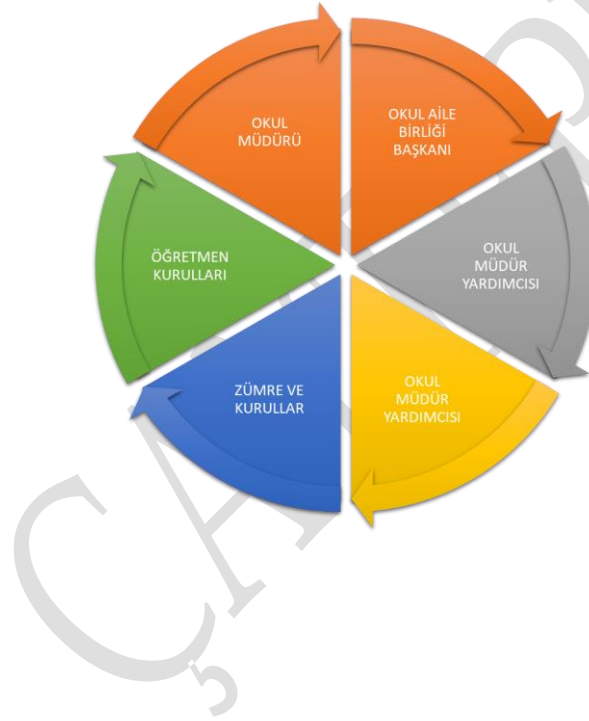 OKUL
MÜDÜRÜ
OKUL AİLE
BİRLİĞİ
BAŞKANI
ÖĞRETMEN
KURULLARI
OKUL
MÜDÜR
YARDIMCISI
ZÜMRE VE
KURULLAR
OKUL
MÜDÜR
YARDIMCISI